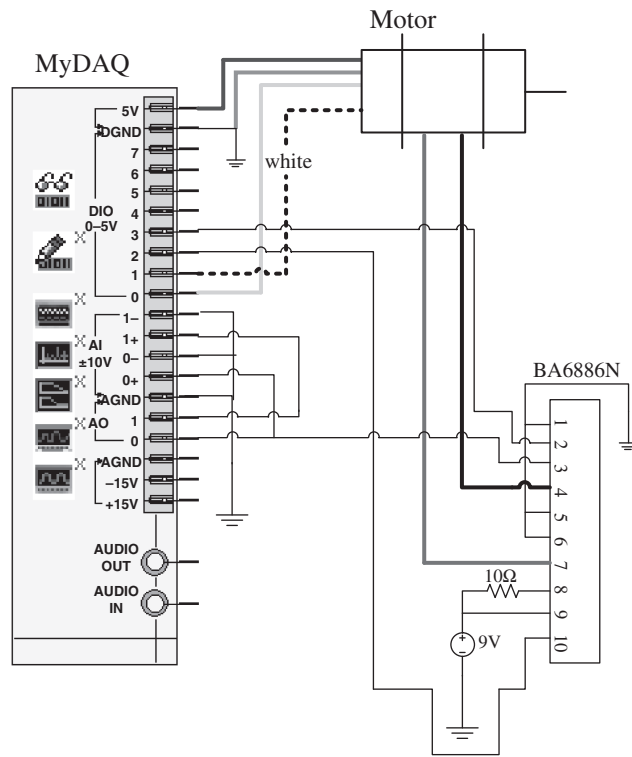 Motor
MyDAQ
5V
DGND
7
6
5
4
3
2
1
0
DIO
0–5V
white
1–
1+
0–
0+
AI
±10V
AGND
AO
1
0
AGND
–15V
+15V
AUDIO
OUT
AUDIO
IN
X
X
X
X
X
X
BA6886N
1
2
3
4
5
6
7
8
9
10
10Ω
+
–
9V